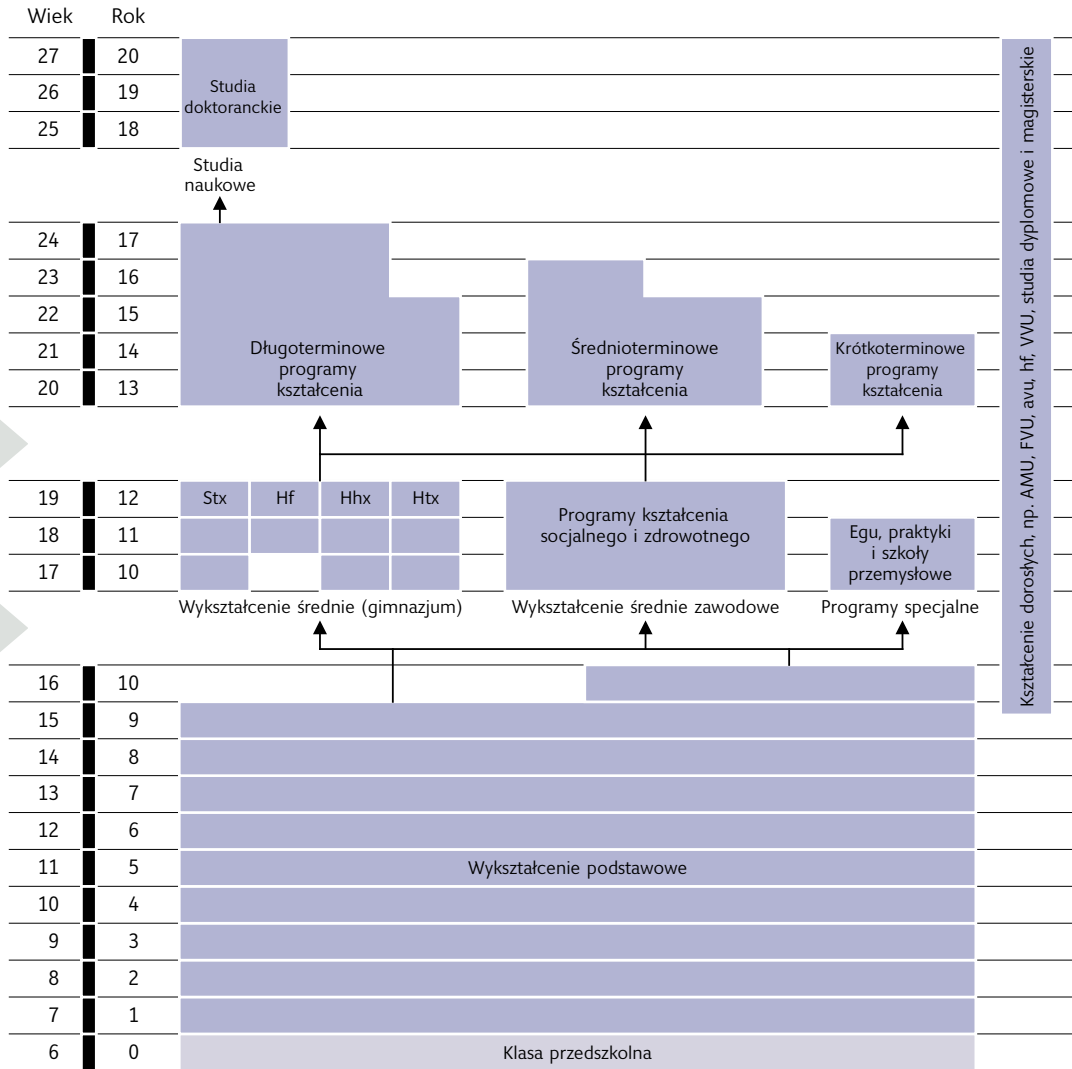 Wiek Rok
27 20
26 19
25 18
Studia
doktoranckie
Studia
naukowe
24 17
23 16
22 15
21 14
20 13
Długoterminowe
programy
kształcenia
Średnioterminowe
programy
kształcenia
Krótkoterminowe
programy
kształcenia
19 12 Stx Hf Hhx Htx
18 11
17 10
Programy kształcenia
socjalnego i zdrowotnego
Egu, praktyki
i szkoły
przemysłowe
Wykształcenie średnie (gimnazjum) Wykształcenie średnie zawodowe Programy specjalne
16 10
15 9
14 8
13 7
12 6
11 5 Wykształcenie podstawowe
10 4
9 3
8 2
7 1
6 0 Klasa przedszkolna
Kształcenie dorosłych, np. AMU, FVU, avu, hf, VVU, studia dyplomowe i magisterskie